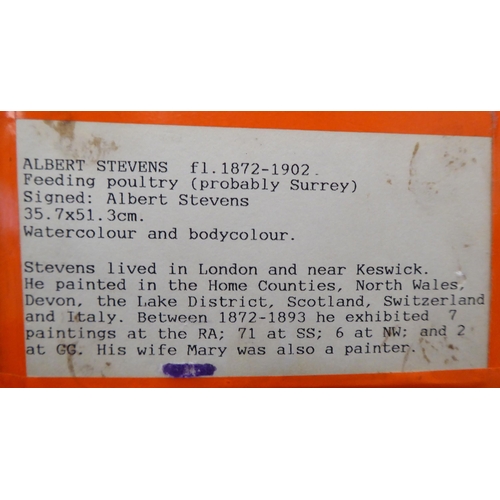 ALBERT STEVENS fl.1872-1902.
Feeding poultry (probably Surrey)
Signed: Albert Stevens
35.7x51.3cm.
Watercolour and bodycolour.
Stevens lived in London and near Keswick.
He painted in the Home Counties, North Wales,
Devon, the Lake District, Scotland, Switzerland
and Italy. Between 1872-1893 he exhibited 7
paintings at the RA; 71 at SS; 6 at NW: and 2
at GG. His wife Mary was also a painter.